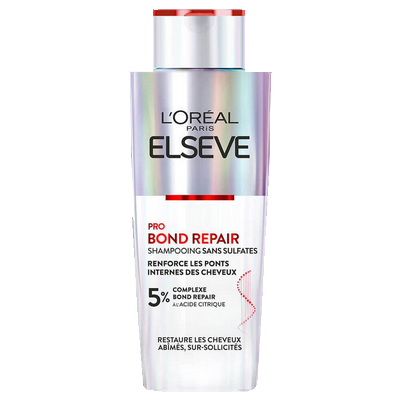 L'ORÉAL
PARIS
ELSEVE
PRO
BOND REPAIR
SHAMPOOING SANS SULFATES
RENFORCE LES PONTS
INTERNES DES CHEVEUX
5% COMPLEXE
BOND REPAIR
à l'ACIDE CITRIQUE
RESTAURE LES CHEVEUX
ABÎMÉS, SUR-SOLLICITÉS